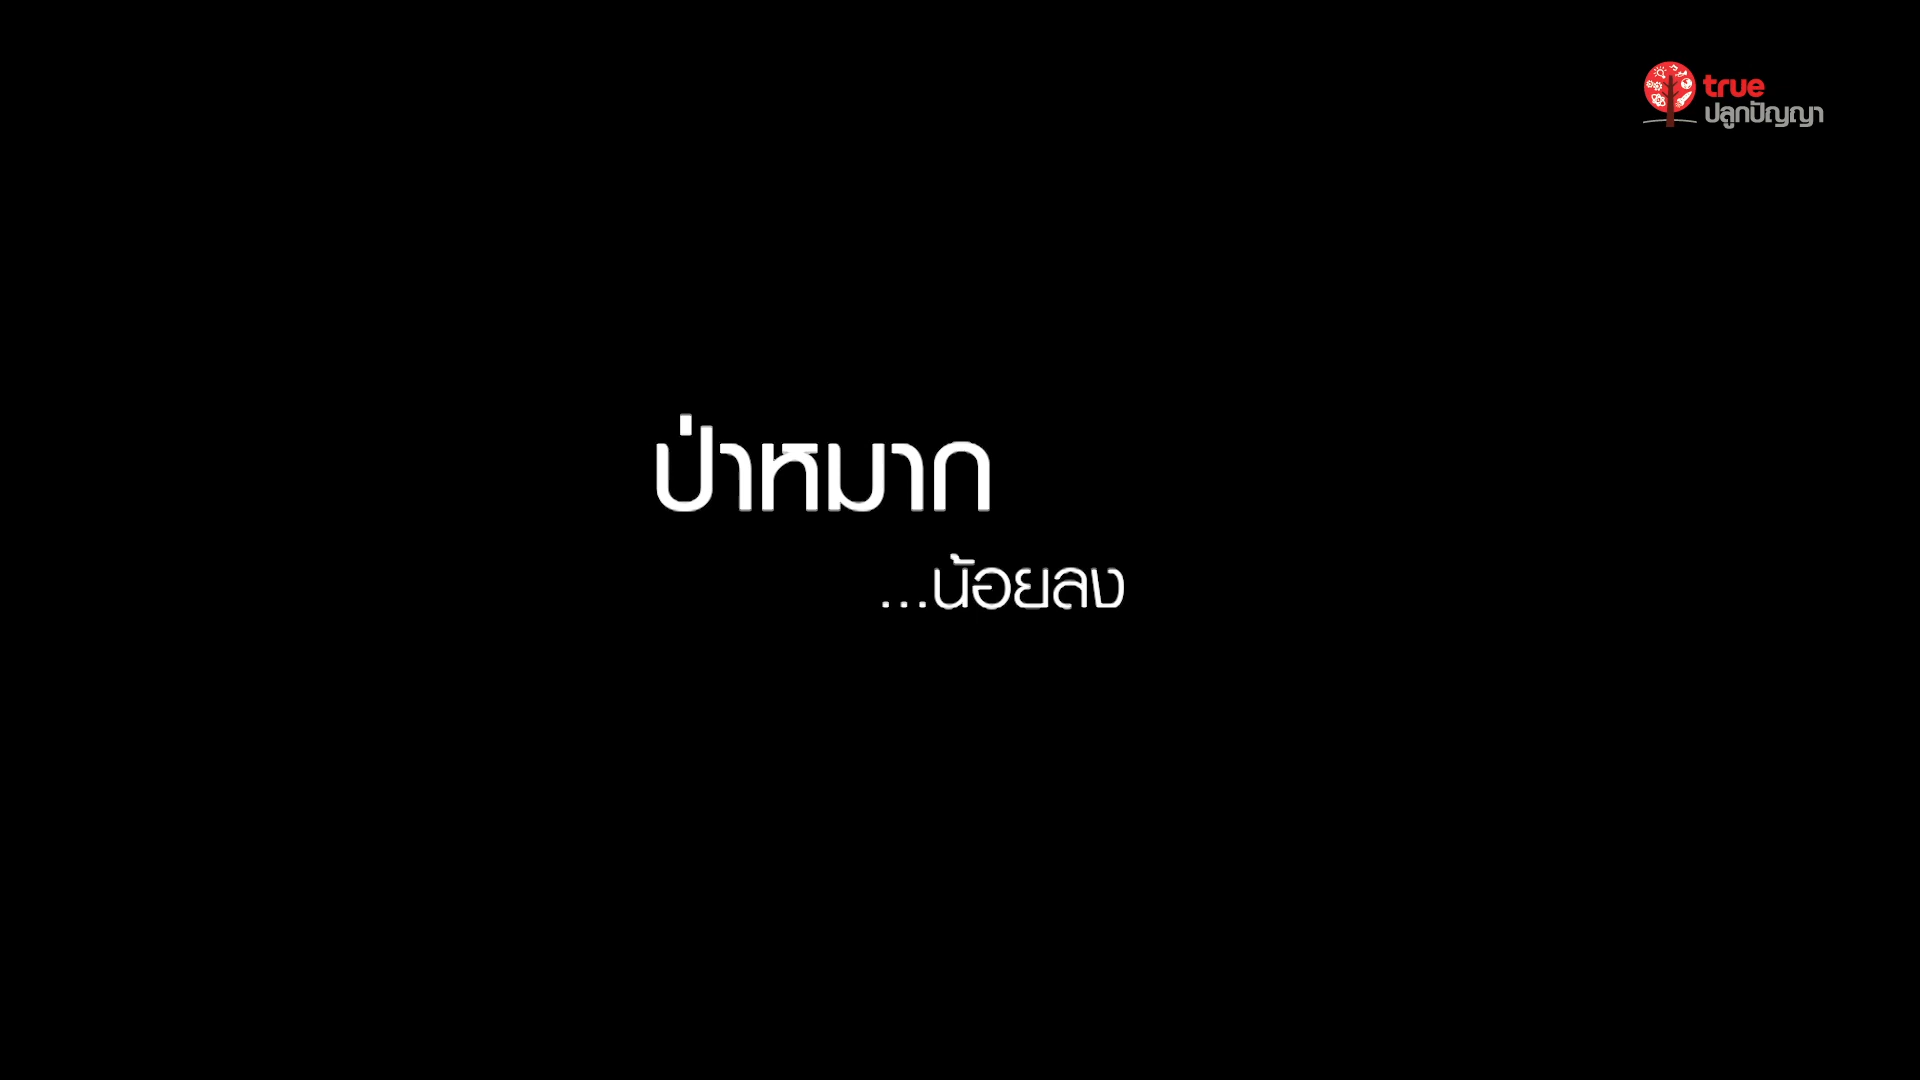 true
ปลูกปัญญา
ป่าหมาก
...น้อยลง